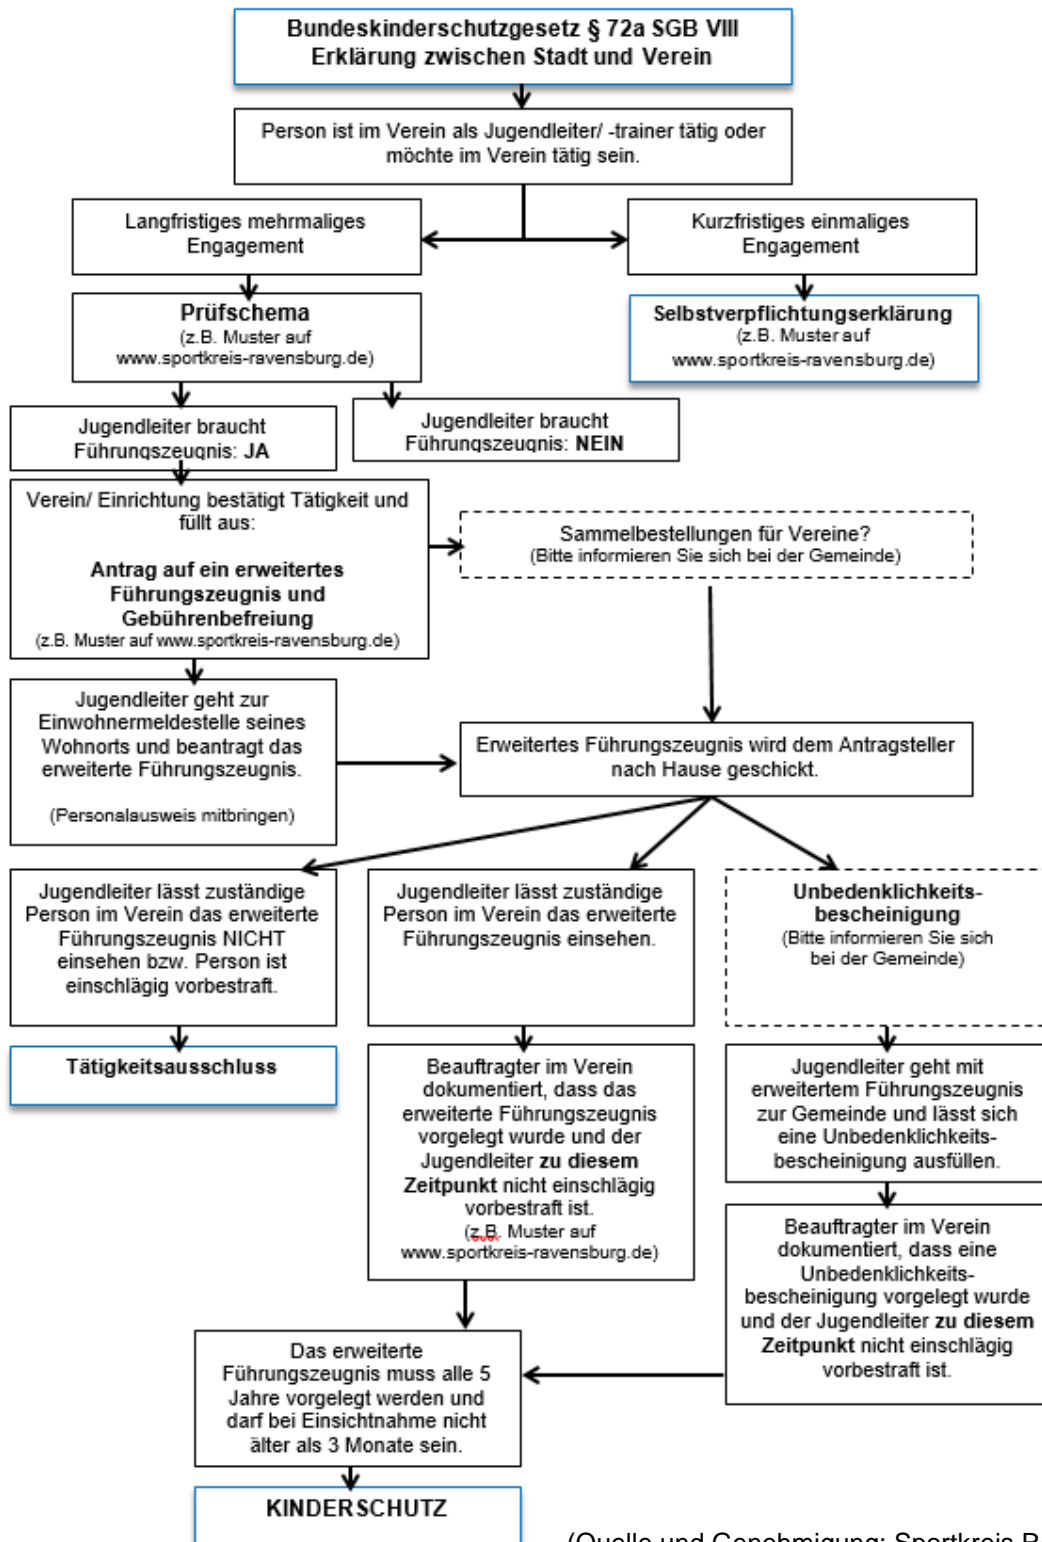 Bundeskinderschutzgesetz § 72a SGB VIII
Erklärung zwischen Stadt und Verein
Person ist im Verein als Jugendleiter/ -trainer tätig oder
möchte im Verein tätig sein.
Langfristiges mehrmaliges
Engagement
Kurzfristiges einmaliges
Engagement
Prüfschema
(z.B. Muster auf
www.sportkreis-ravensburg.de)
Selbstverpflichtungserklärung
(z.B. Muster auf
www.sportkreis-ravensburg.de)
Jugendleiter braucht
Führungszeugnis: JA
Jugendleiter braucht
Führungszeugnis: NEIN
Verein/ Einrichtung bestätigt Tätigkeit und
füllt aus:
Antrag auf ein erweitertes
Führungszeugnis und
Gebührenbefreiung
(z.B. Muster auf www.sportkreis-ravensburg.de)
Sammelbestellungen für Vereine?
(Bitte informieren Sie sich bei der Gemeinde)
Jugendleiter geht zur
Einwohnermeldestelle seines
Wohnorts und beantragt das
erweiterte Führungszeugnis.
(Personalausweis mitbringen)
Erweitertes Führungszeugnis wird dem Antragsteller
nach Hause geschickt.
Jugendleiter lässt zuständige
Person im Verein das erweiterte
Führungszeugnis NICHT
einsehen bzw. Person ist
einschlägig vorbestraft.
Jugendleiter lässt zuständige
Person im Verein das erweiterte
Führungszeugnis einsehen.
Unbedenklichkeits-
bescheinigung
(Bitte informieren Sie sich
bei der Gemeinde)
Tätigkeitsausschluss
Beauftragter im Verein
dokumentiert, dass das
erweiterte Führungszeugnis
vorgelegt wurde und der
Jugendleiter zu diesem
Zeitpunkt nicht einschlägig
vorbestraft ist.
(z.B. Muster auf
www.sportkreis-ravensburg.de)
Jugendleiter geht mit
erweitertem Führungszeugnis
zur Gemeinde und lässt sich
eine Unbedenklichkeits-
bescheinigung ausfüllen.
Beauftragter im Verein
dokumentiert, dass eine
Unbedenklichkeits-
bescheinigung vorgelegt wurde
und der Jugendleiter zu diesem
Zeitpunkt nicht einschlägig
vorbestraft ist.
Das erweiterte
Führungszeugnis muss alle 5
Jahre vorgelegt werden und
darf bei Einsichtnahme nicht
älter als 3 Monate sein.
KINDERSCHUTZ
(Quelle und Genehmigung: Sportkreis